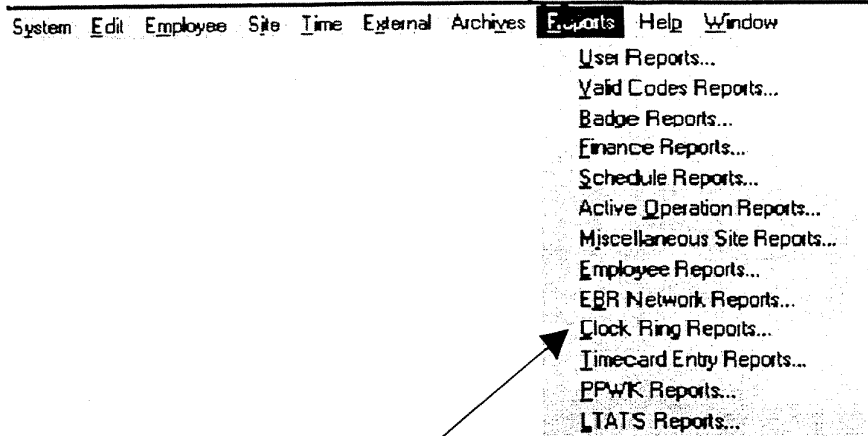 System Edit Employee Site Time External Archives Reports Help Window
User Reports...
Valid Codes Reports...
Badge Reports...
Finance Reports...
Schedule Reports...
Active Operation Reports...
Miscellaneous Site Reports...
Employee Reports...
EBR Network Reports...
Clock Ring Reports...
Timecard Entry Reports...
PPWK Reports...
LTATS Reports...